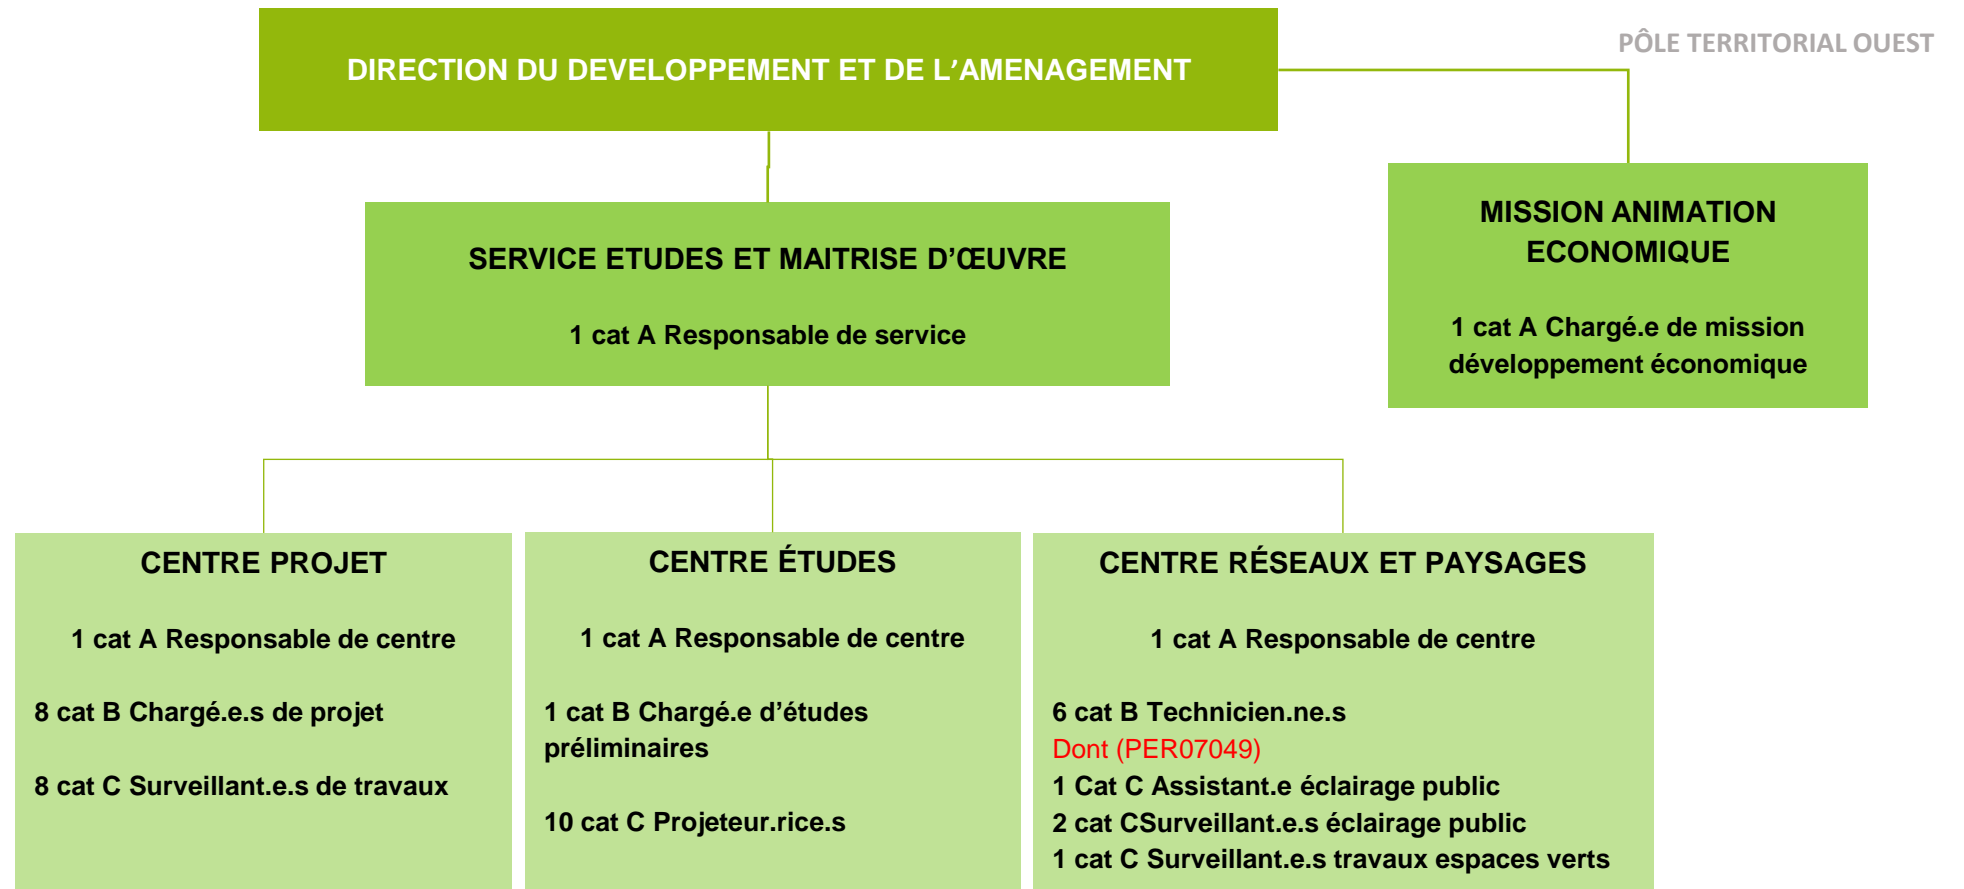 PÔLE TERRITORIAL OUEST
DIRECTION DU DEVELOPPEMENT ET DE L’AMENAGEMENT
SERVICE ETUDES ET MAITRISE D’ŒUVRE
1 cat A Responsable de service
MISSION ANIMATION
ECONOMIQUE
1 cat A Chargé.e de mission
développement économique
CENTRE PROJET
1 cat A Responsable de centre
8 cat B Chargé.e.s de projet
8 cat C Surveillant.e.s de travaux
CENTRE ÉTUDES
1 cat A Responsable de centre
1 cat B Chargé.e d’études
préliminaires
10 cat C Projeteur.rice.s
CENTRE RÉSEAUX ET PAYSAGES
1 cat A Responsable de centre
6 cat B Technicien.ne.s
Dont (PER07049)
1 Cat C Assistant.e éclairage public
2 cat CSurveillant.e.s éclairage public
1 cat C Surveillant.e.s travaux espaces verts